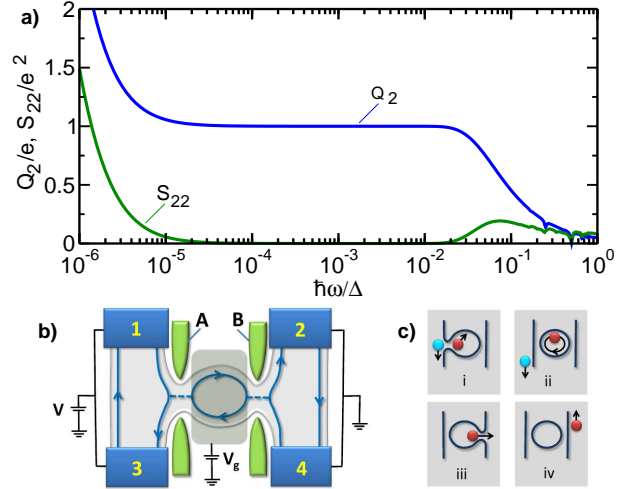 a)
Q2/e, S22/e^2
2
1.5
1
0.5
0
Q2
S22
10^-6 10^-5 10^-4 10^-3 10^-2 10^-1 10^0
ħω/Δ
b)
A B
1 2
V
3 4
Vg
c)
i ii
iii iv